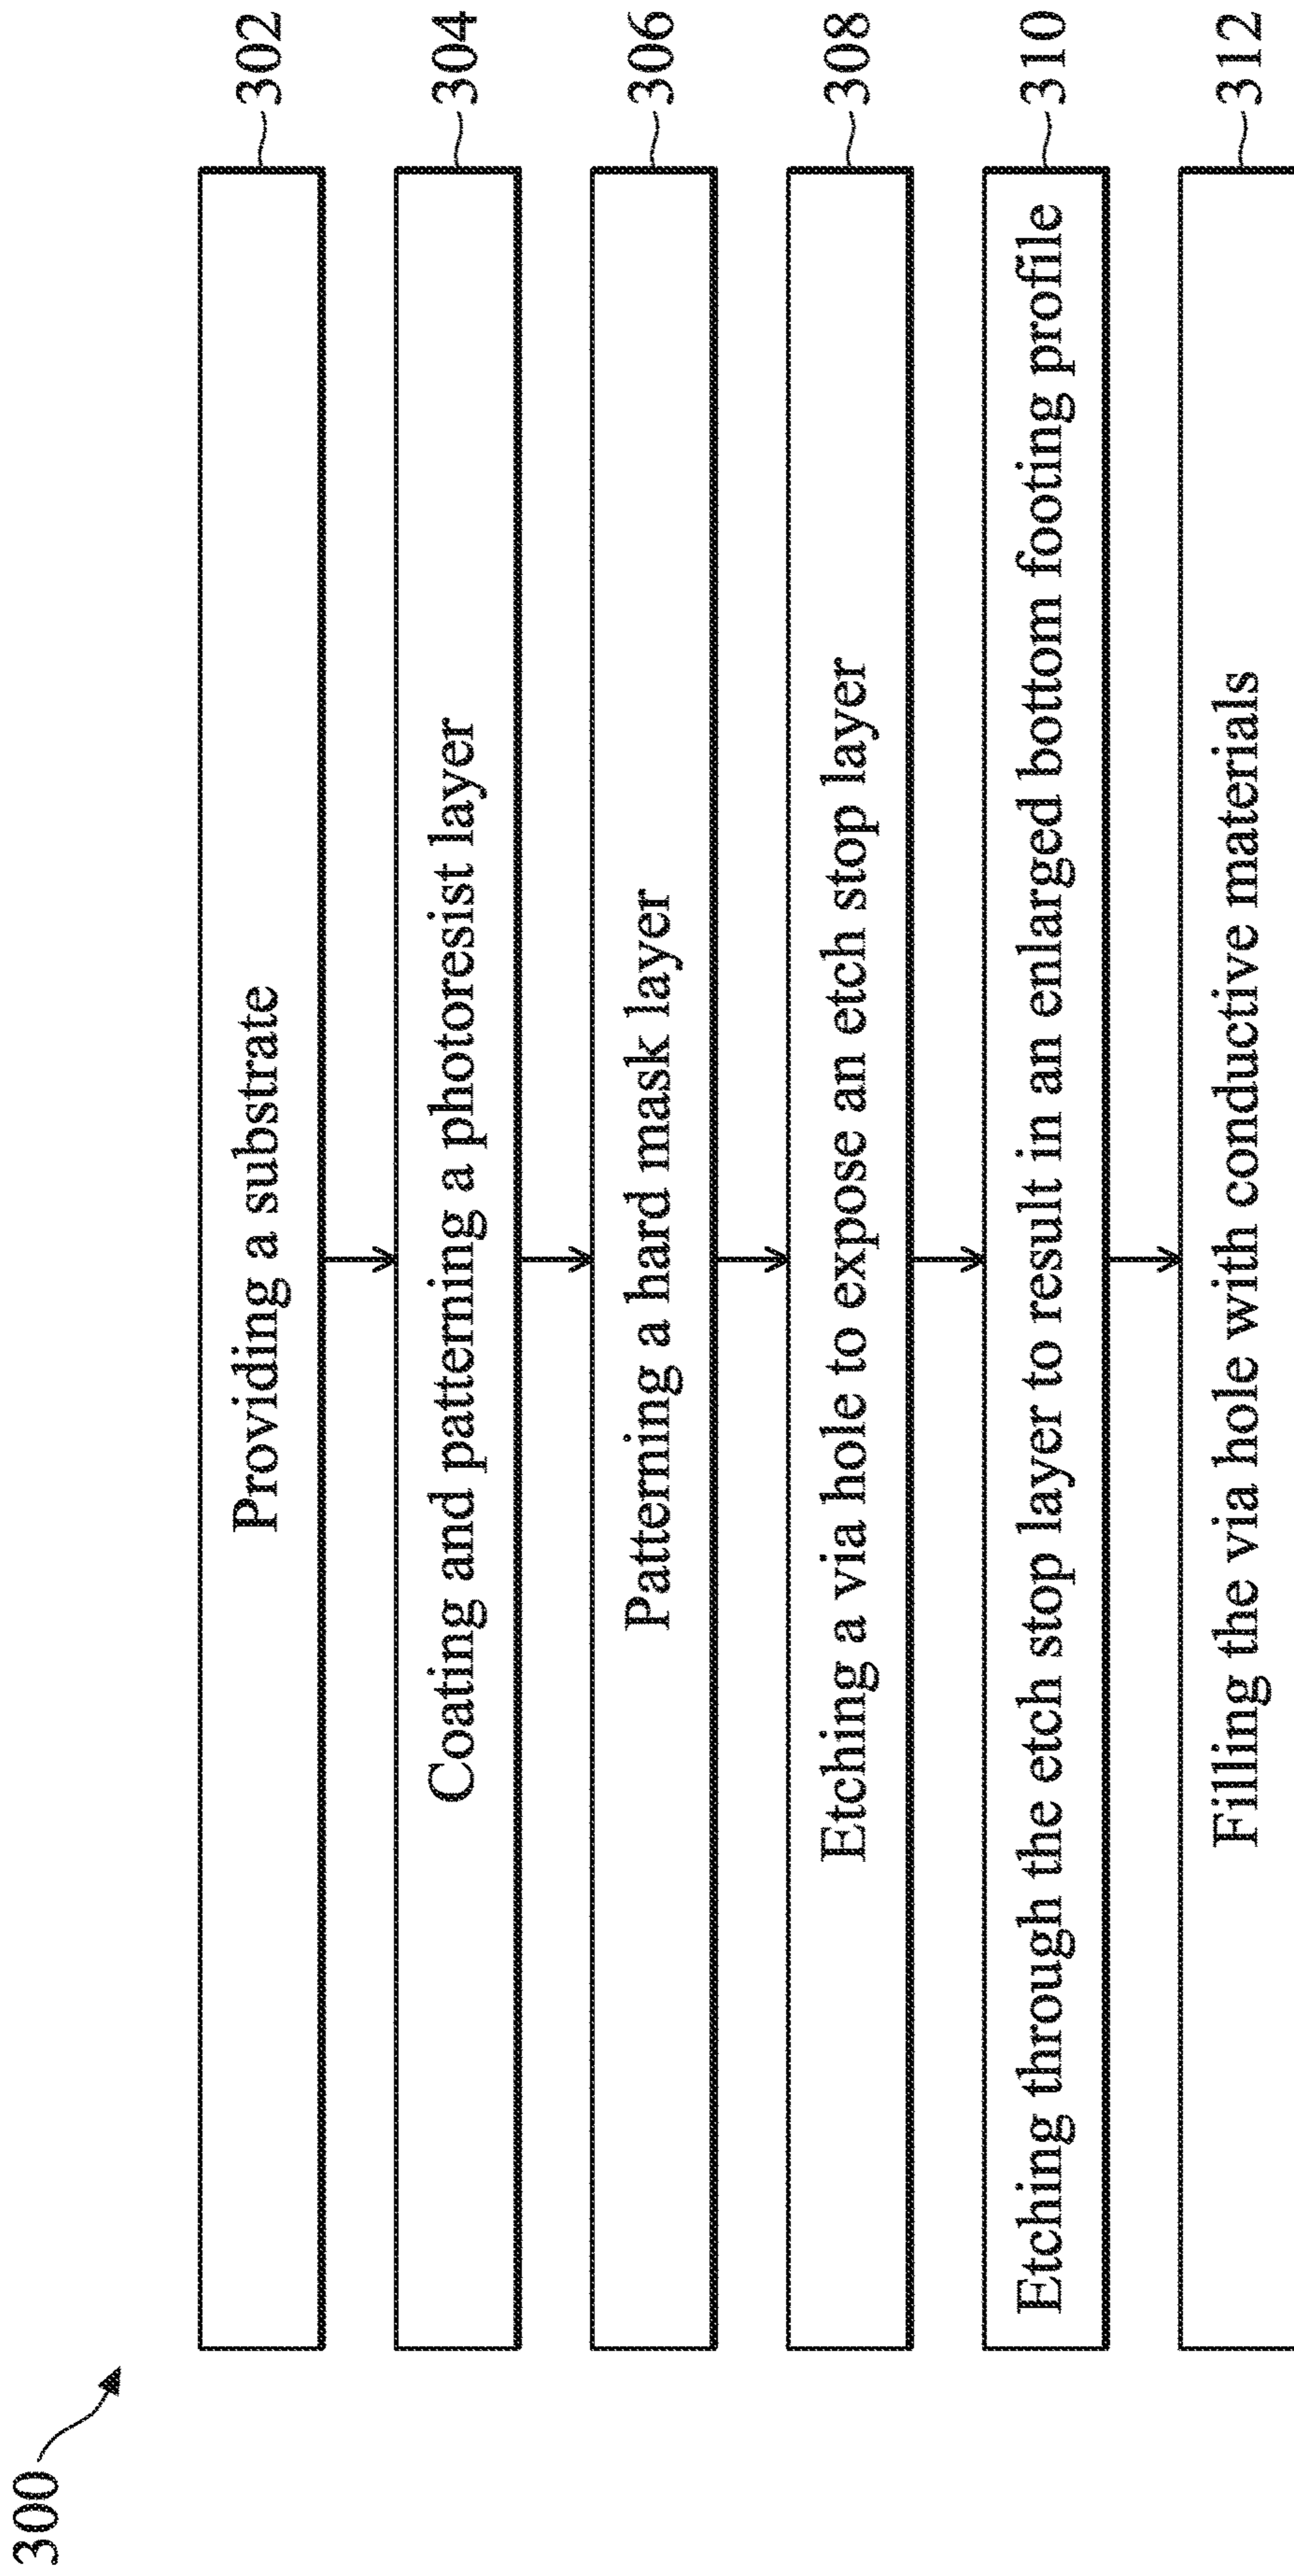 300
Providing a substrate
302
Coating and patterning a photoresist layer
304
Patterning a hard mask layer
306
Etching a via hole to expose an etch stop layer
308
Etching through the etch stop layer to result in an enlarged bottom footing profile
310
Filling the via hole with conductive materials
312